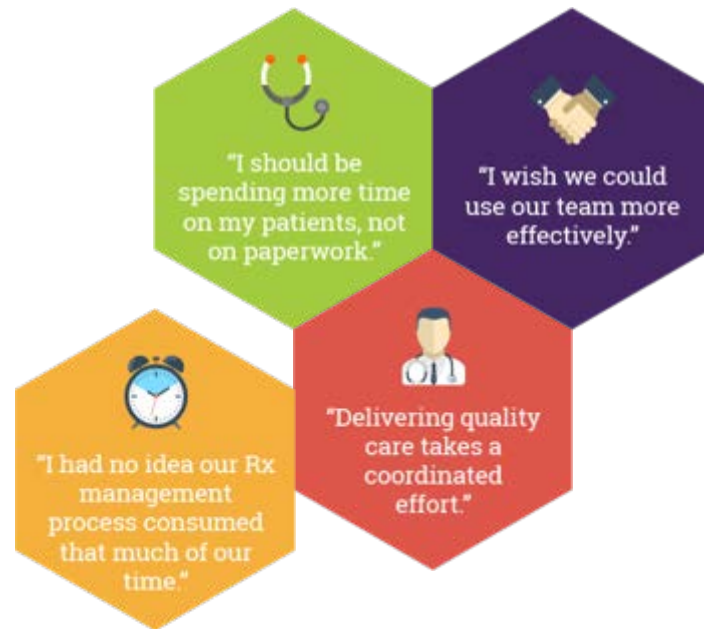 “I should be
spending more time
on my patients, not
on paperwork.”
“I wish we could
use our team more
effectively.”
“Delivering quality
care takes a
coordinated
effort.”
“I had no idea our Rx
management
process consumed
that much of our
time.”